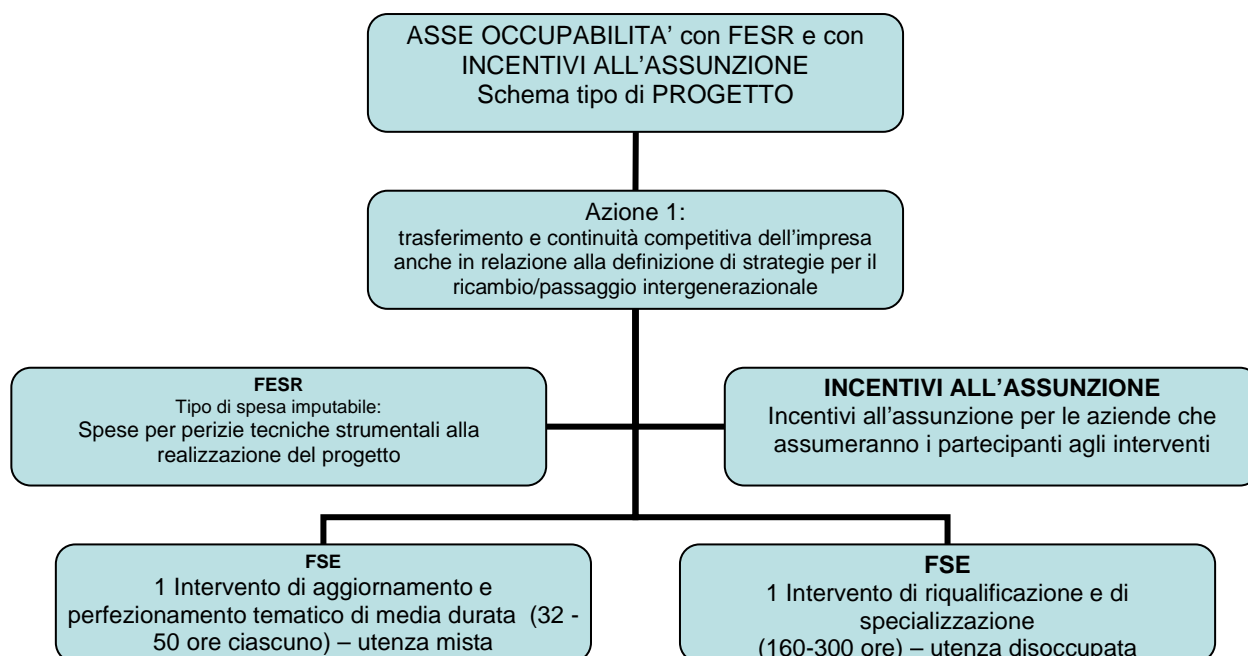 ASSE OCCUPABILITA' con FESR e con
INCENTIVI ALL'ASSUNZIONE
Schema tipo di PROGETTO
Azione 1:
trasferimento e continuità competitiva dell'impresa
anche in relazione alla definizione di strategie per il
ricambio/passaggio intergenerazionale
FESR
Tipo di spesa imputabile:
Spese per perizie tecniche strumentali alla
realizzazione del progetto
INCENTIVI ALL'ASSUNZIONE
Incentivi all'assunzione per le aziende che
assumeranno i partecipanti agli interventi
FSE
1 Intervento di aggiornamento e
perfezionamento tematico di media durata (32 -
50 ore ciascuno) – utenza mista
FSE
1 Intervento di riqualificazione e di
specializzazione
(160-300 ore) – utenza disoccupata